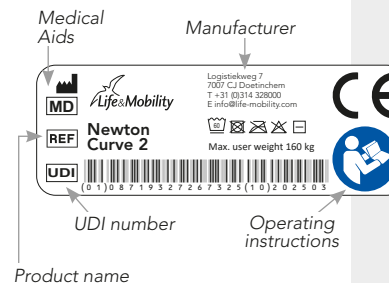 Medical
Aids
Manufacturer
Life&Mobility
Logistiekweg 7
7007 CJ Doetinchem
T +31 (0)314 328000
E info@life-mobility.com
MD
REF
Newton
Curve 2
60
Max. user weight 160 kg
CE
UDI
(01)08719327267325(10)202503
UDI number
Operating
instructions
Product name